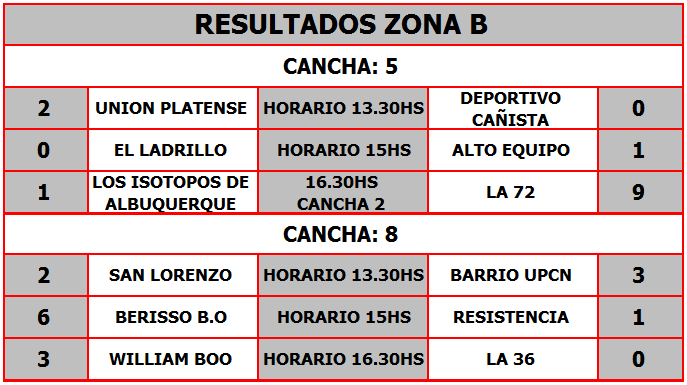 RESULTADOS ZONA B
CANCHA: 5
2 UNION PLATENSE HORARIO 13.30HS DEPORTIVO CAÑISTA 0
0 EL LADRILLO HORARIO 15HS ALTO EQUIPO 1
1 LOS ISOTOPOS DE ALBUQUERQUE 16.30HS CANCHA 2 LA 72 9
CANCHA: 8
2 SAN LORENZO HORARIO 13.30HS BARRIO UPCN 3
6 BERISSO B.O HORARIO 15HS RESISTENCIA 1
3 WILLIAM BOO HORARIO 16.30HS LA 36 0